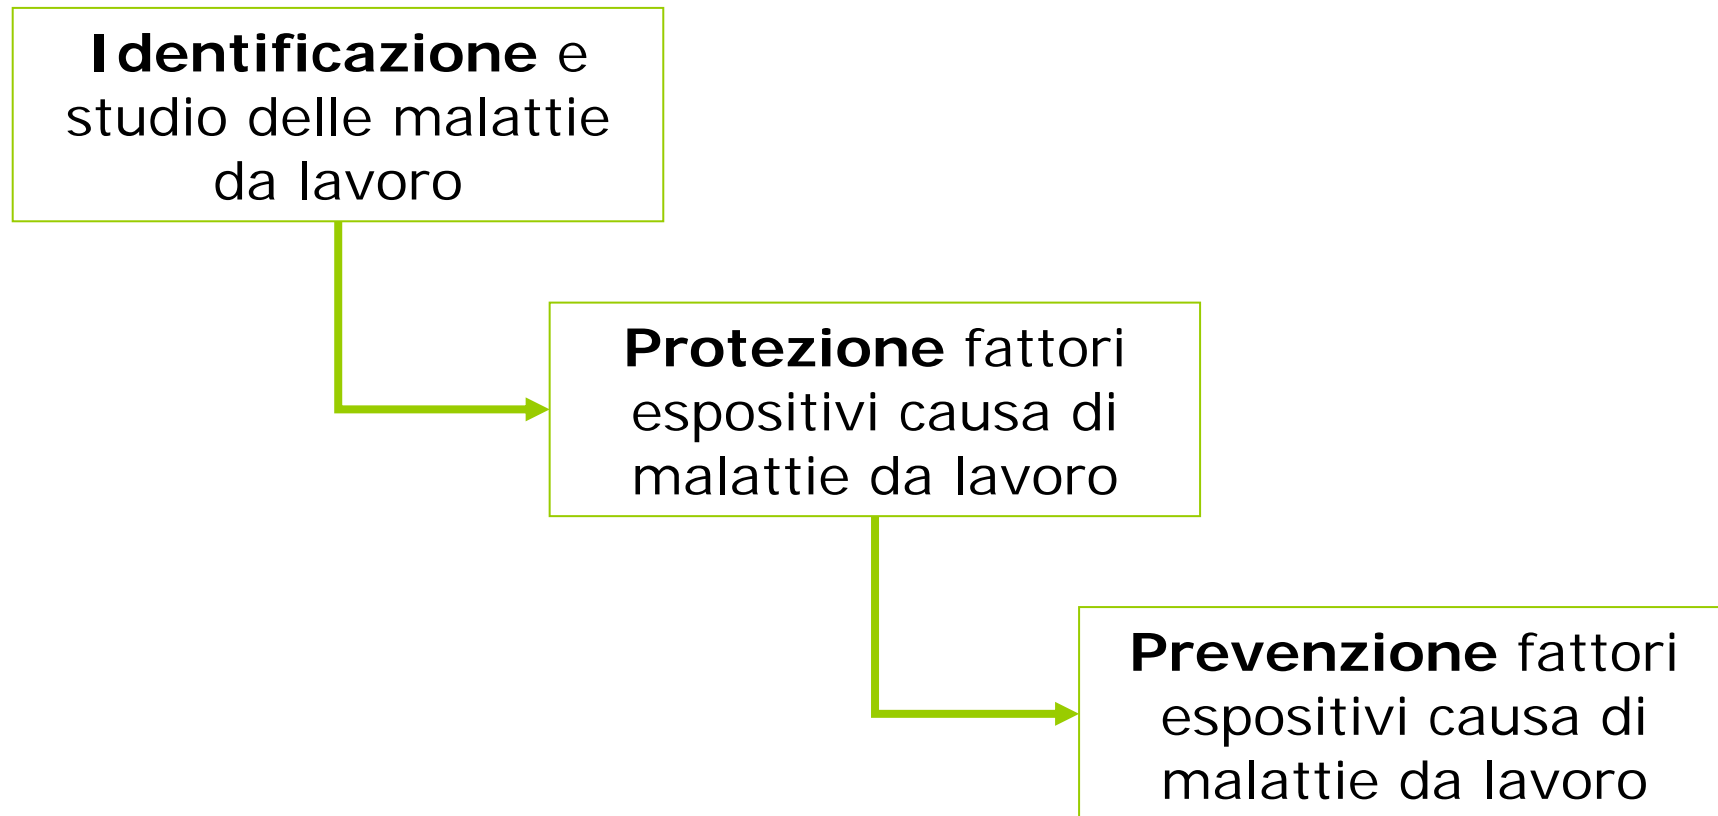 Identificazione e
studio delle malattie
da lavoro
Protezione fattori
espositivi causa di
malattie da lavoro
Prevenzione fattori
espositivi causa di
malattie da lavoro